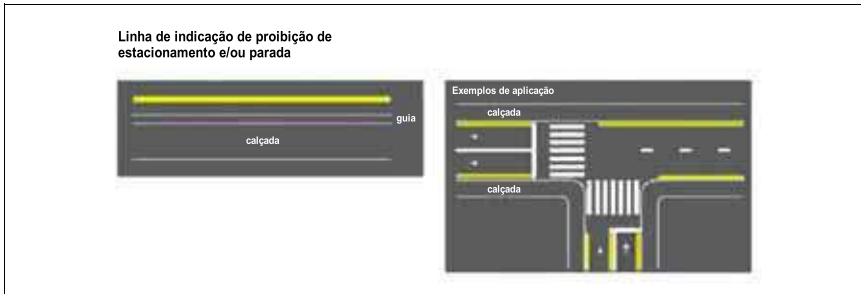 Linha de indicação de proibição de
estacionamento e/ou parada
guia
calçada
Exemplos de aplicação
calçada
calçada